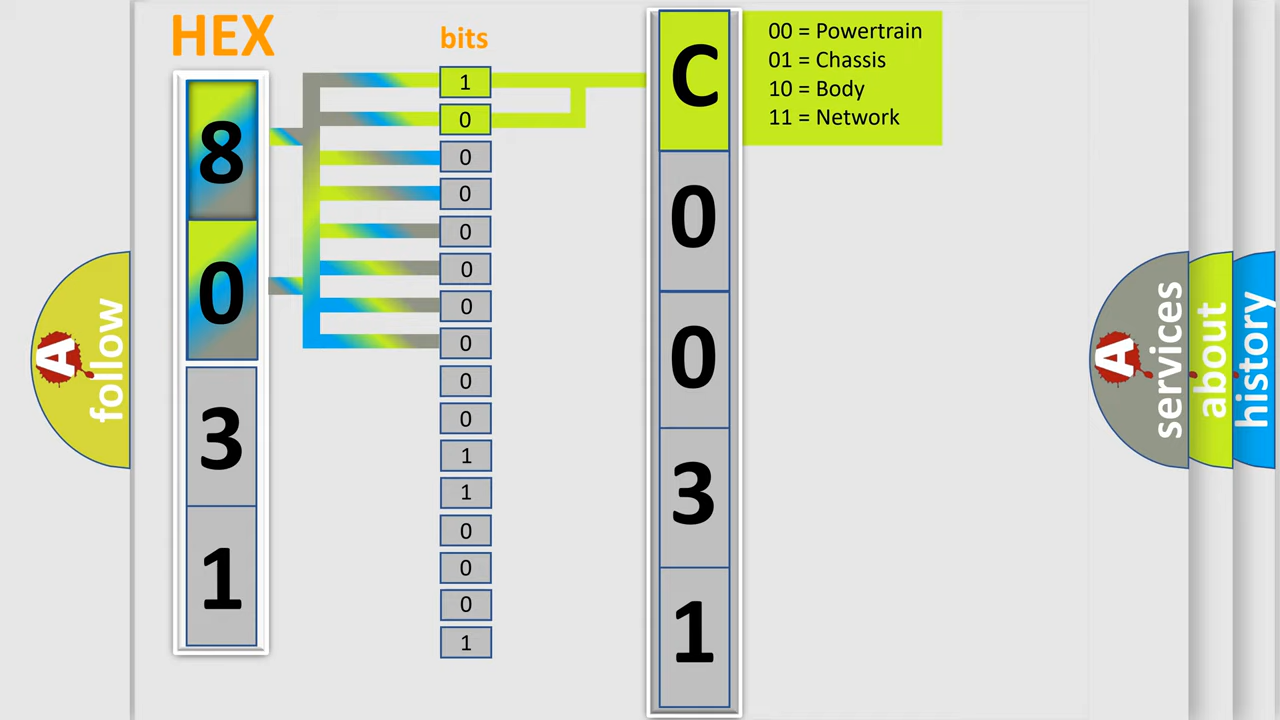 HEX
bits
8
0
3
1
1
0
0
0
0
0
0
0
0
0
1
1
0
0
0
1
C
0
0
3
1
00 = Powertrain
01 = Chassis
10 = Body
11 = Network
A
follow
A
services
about
history